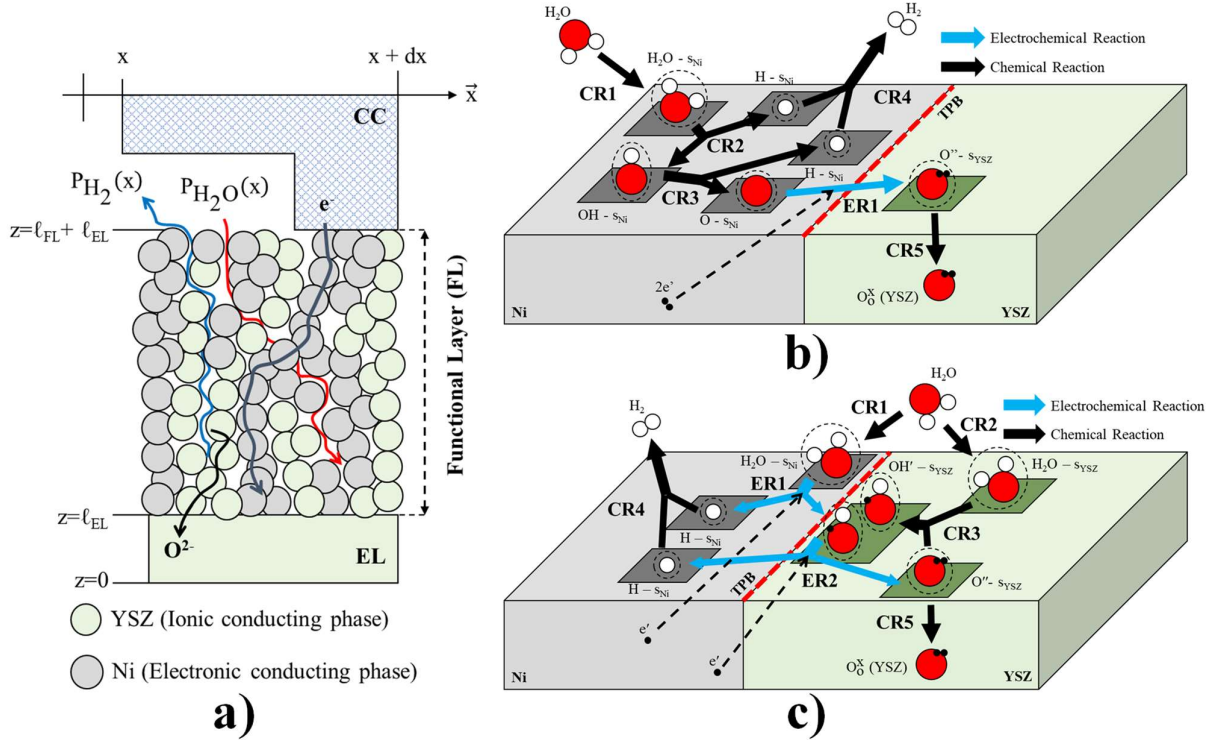 x
x + dx
x⃗
CC
P_H₂(x)
P_H₂O(x)
e⁻
z=ℓ_FL + ℓ_EL
Functional Layer (FL)
z=ℓ_EL
EL
O²⁻
z=0
YSZ (Ionic conducting phase)
Ni (Electronic conducting phase)
a)
H₂O
H₂
Electrochemical Reaction
Chemical Reaction
CR1
H₂O - s_Ni
H - s_Ni
CR4
TPB
CR2
O'' - s_YSZ
CR3
H - s_Ni
OH - s_Ni
O - s_Ni
ER1
CR5
2e'
O_o^x (YSZ)
Ni
YSZ
b)
H₂O
H₂
CR1
CR2
Electrochemical Reaction
Chemical Reaction
H₂O – s_Ni
OH' – s_YSZ
H₂O – s_YSZ
ER1
CR4
CR3
H – s_Ni
H – s_Ni
TPB
ER2
O'' - s_YSZ
CR5
e'
e'
O_o^x (YSZ)
Ni
YSZ
c)